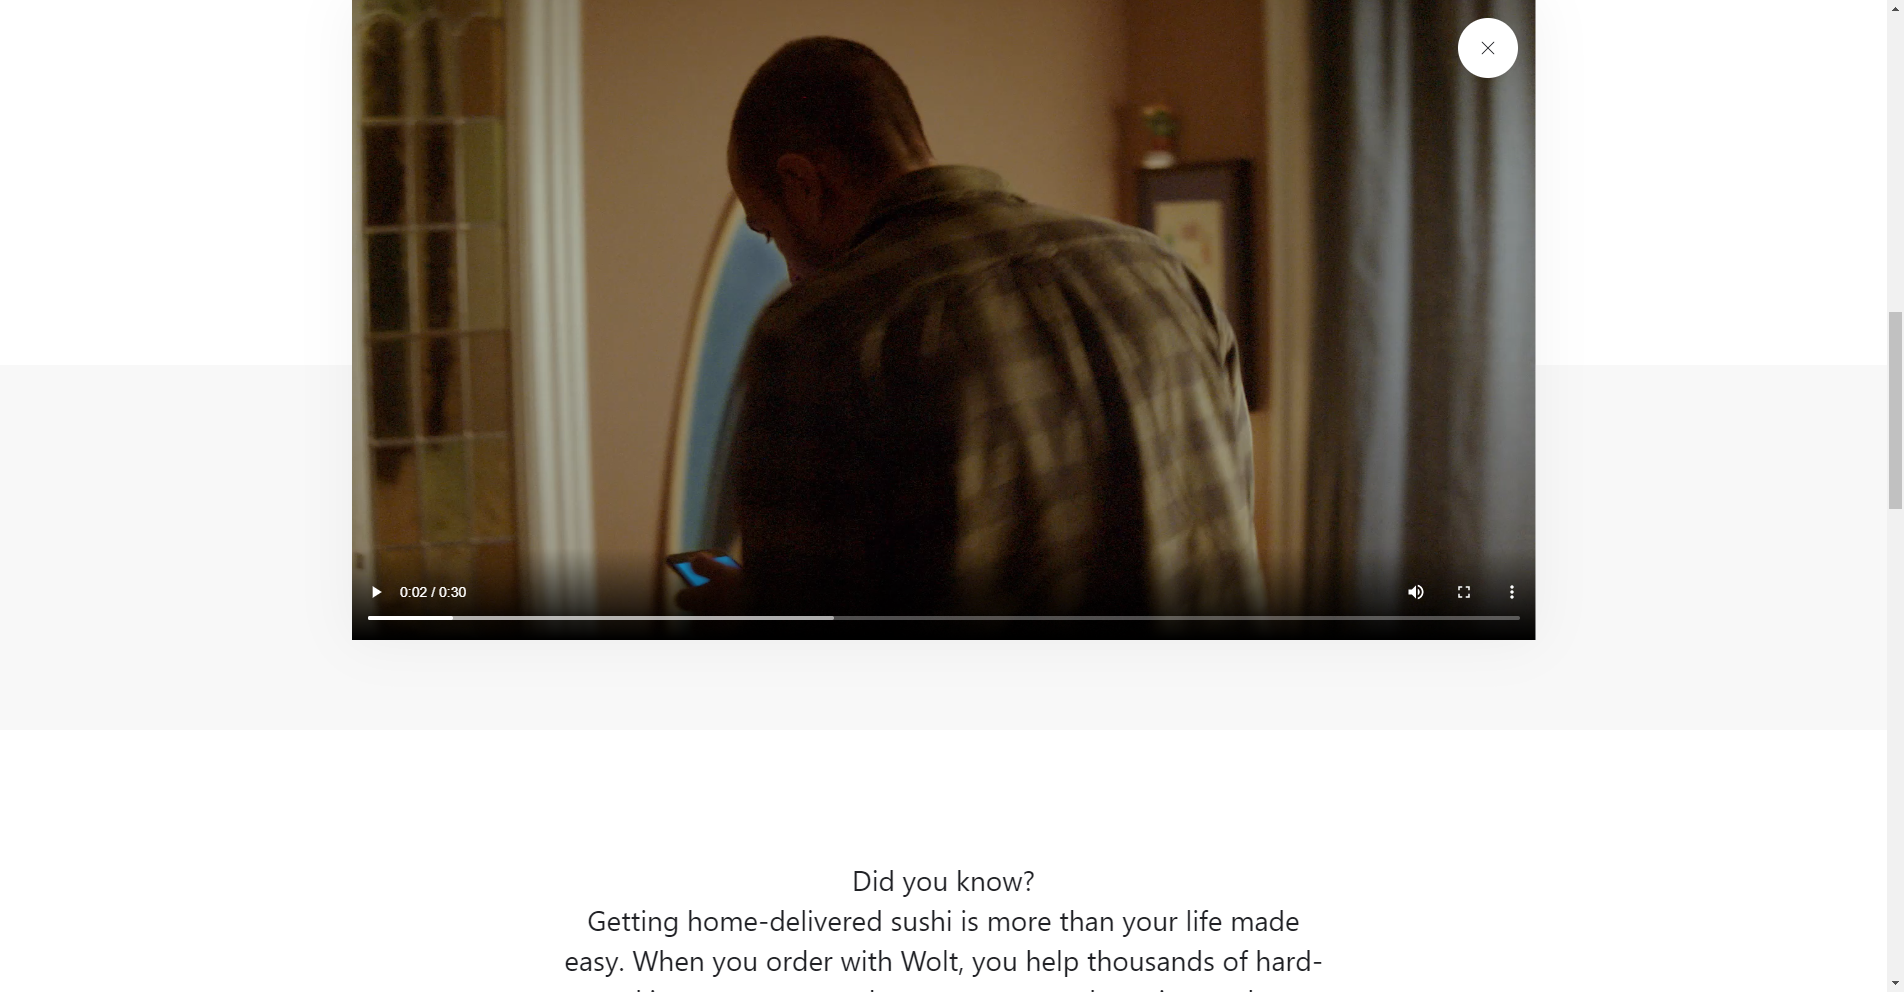 0:02 / 0:30
Did you know?
Getting home-delivered sushi is more than your life made
easy. When you order with Wolt, you help thousands of hard-